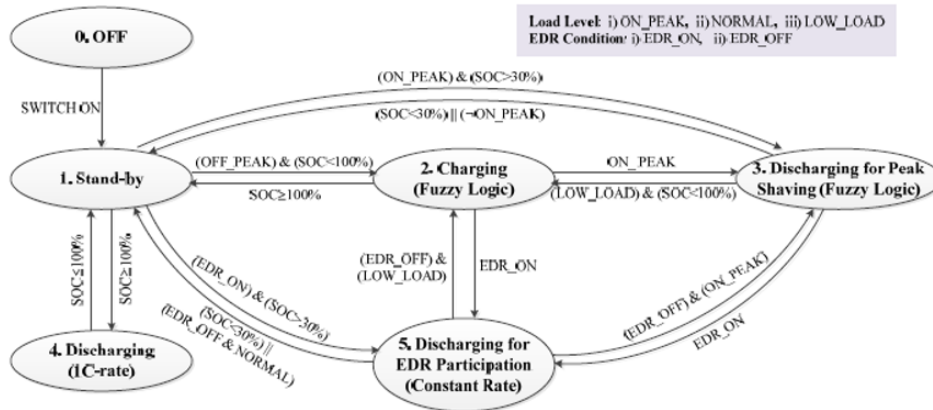 Load Level: i) ON_PEAK, ii) NORMAL, iii) LOW_LOAD
EDR Condition: i) EDR_ON, ii) EDR_OFF
0. OFF
SWITCH ON
(ON_PEAK) & (SOC>30%)
(SOC<30%) || (¬ON_PEAK)
1. Stand-by
(OFF_PEAK) & (SOC<100%)
SOC≥100%
2. Charging
(Fuzzy Logic)
ON_PEAK
(LOW_LOAD) & (SOC<100%)
3. Discharging for Peak
Shaving (Fuzzy Logic)
SOC≤100%
SOC≥100%
(EDR_ON) & (SOC>30%)
(SOC<30%) ||
(EDR_OFF & NORMAL)
(EDR_OFF) &
(LOW_LOAD)
EDR_ON
(EDR_OFF) & (ON_PEAK)
EDR_ON
4. Discharging
(1C-rate)
5. Discharging for
EDR Participation
(Constant Rate)